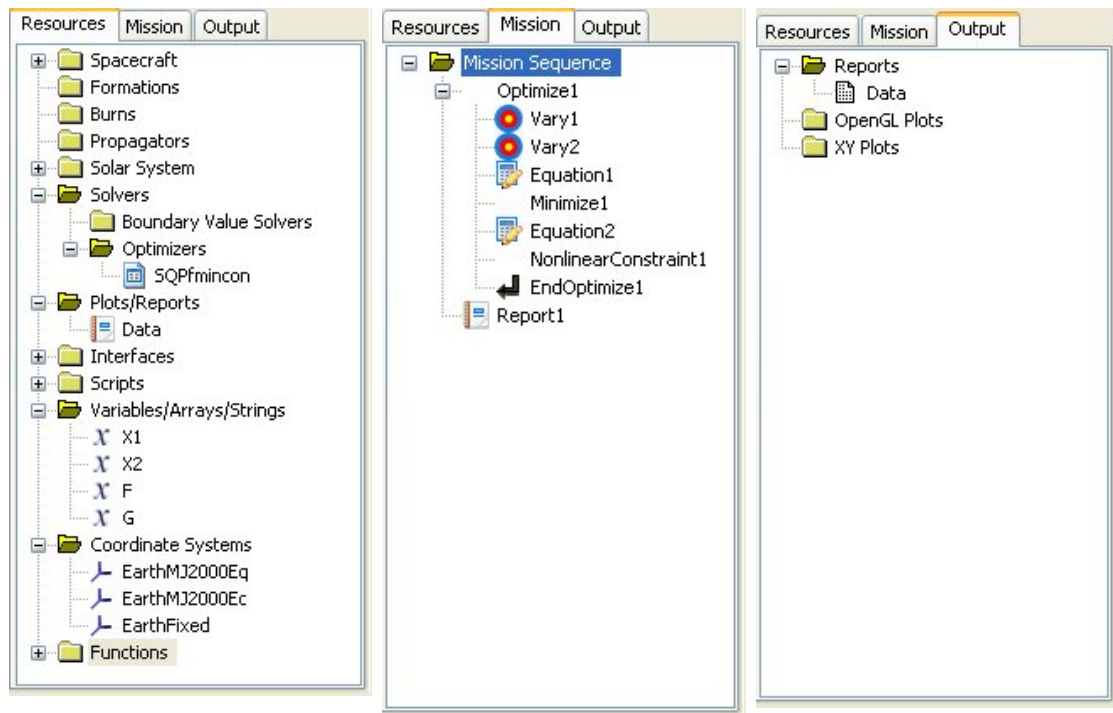 Resources Mission Output
Spacecraft
Formations
Burns
Propagators
Solar System
Solvers
Boundary Value Solvers
Optimizers
SQPfmincon
Plots/Reports
Data
Interfaces
Scripts
Variables/Arrays/Strings
X X1
X X2
X F
X G
Coordinate Systems
EarthMJ2000Eq
EarthMJ2000Ec
EarthFixed
Functions
Resources Mission Output
Mission Sequence
Optimize1
Vary1
Vary2
Equation1
Minimize1
Equation2
NonlinearConstraint1
EndOptimize1
Report1
Resources Mission Output
Reports
Data
OpenGL Plots
XY Plots